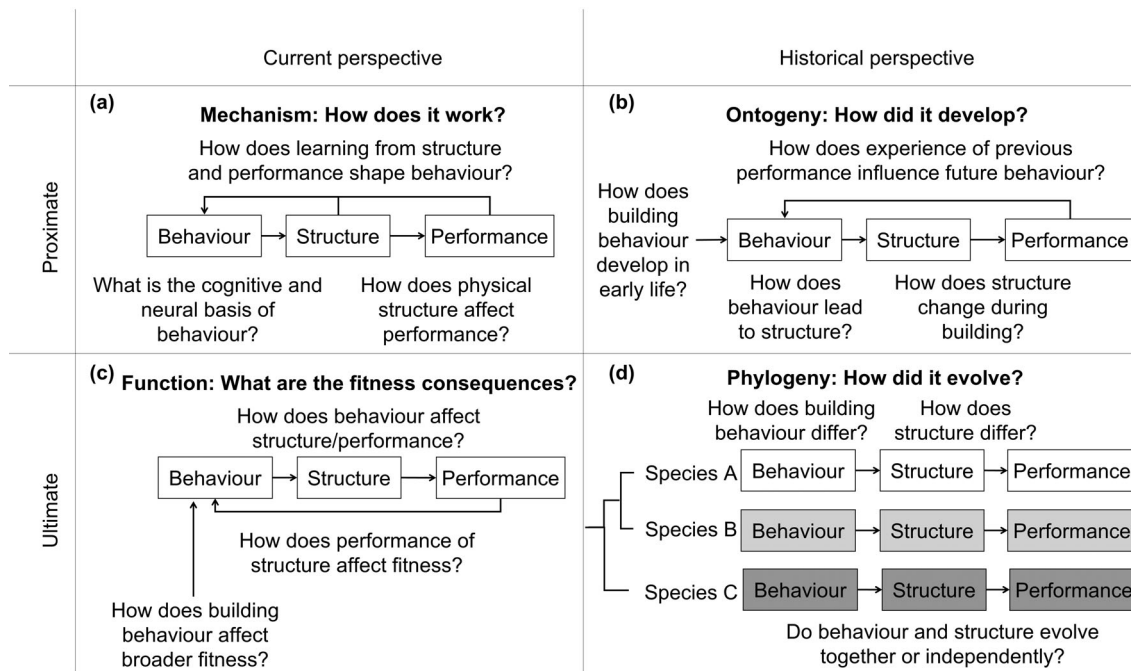 Current perspective
Historical perspective
Proximate
(a)
Mechanism: How does it work?
How does learning from structure
and performance shape behaviour?
Behaviour
Structure
Performance
What is the cognitive and
neural basis of
behaviour?
How does physical
structure affect
performance?
(b)
Ontogeny: How did it develop?
How does experience of previous
performance influence future behaviour?
How does
building
behaviour
develop in
early life?
Behaviour
Structure
Performance
How does
behaviour lead
to structure?
How does structure
change during
building?
Ultimate
(c)
Function: What are the fitness consequences?
How does behaviour affect
structure/performance?
Behaviour
Structure
Performance
How does performance of
structure affect fitness?
How does building
behaviour affect
broader fitness?
(d)
Phylogeny: How did it evolve?
How does building
behaviour differ?
How does
structure differ?
Species A
Behaviour
Structure
Performance
Species B
Behaviour
Structure
Performance
Species C
Behaviour
Structure
Performance
Do behaviour and structure evolve
together or independently?